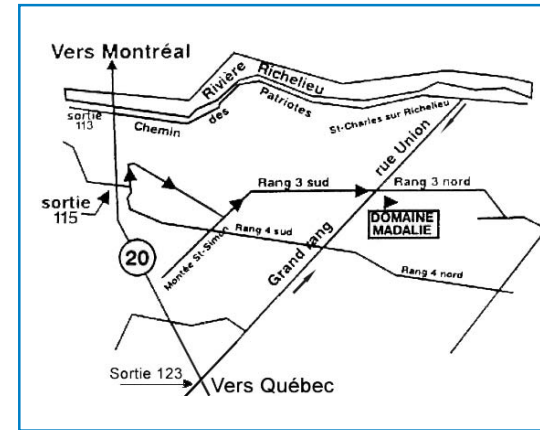 Vers Montréal
Rivière Richelieu
sortie
113
Chemin des Patriotes
St-Charles sur Richelieu
rue Union
Rang 3 sud
Rang 3 nord
sortie
115
DOMAINE
MADALIE
Montée St-Simon
Rang 4 sud
Grand rang
20
Rang 4 nord
Sortie 123
Vers Québec